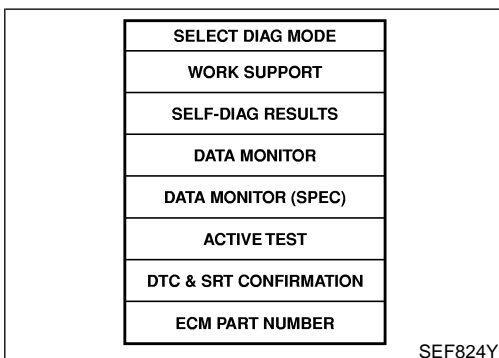 SELECT DIAG MODE
WORK SUPPORT
SELF-DIAG RESULTS
DATA MONITOR
DATA MONITOR (SPEC)
ACTIVE TEST
DTC & SRT CONFIRMATION
ECM PART NUMBER
SEF824Y